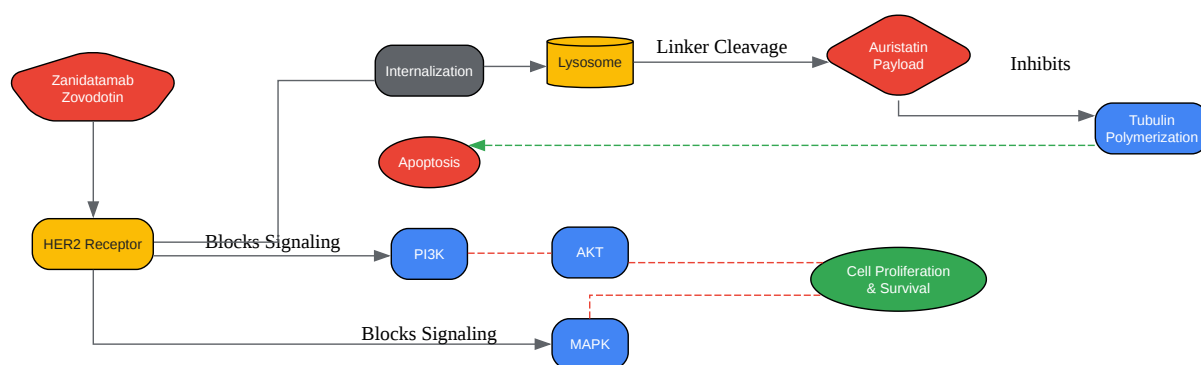 Zanidatamab
Zovodotin
Internalization
Lysosome
Linker Cleavage
Auristatin
Payload
Inhibits
Tubulin
Polymerization
Apoptosis
HER2 Receptor
Blocks Signaling
PI3K
AKT
Cell Proliferation
& Survival
Blocks Signaling
MAPK